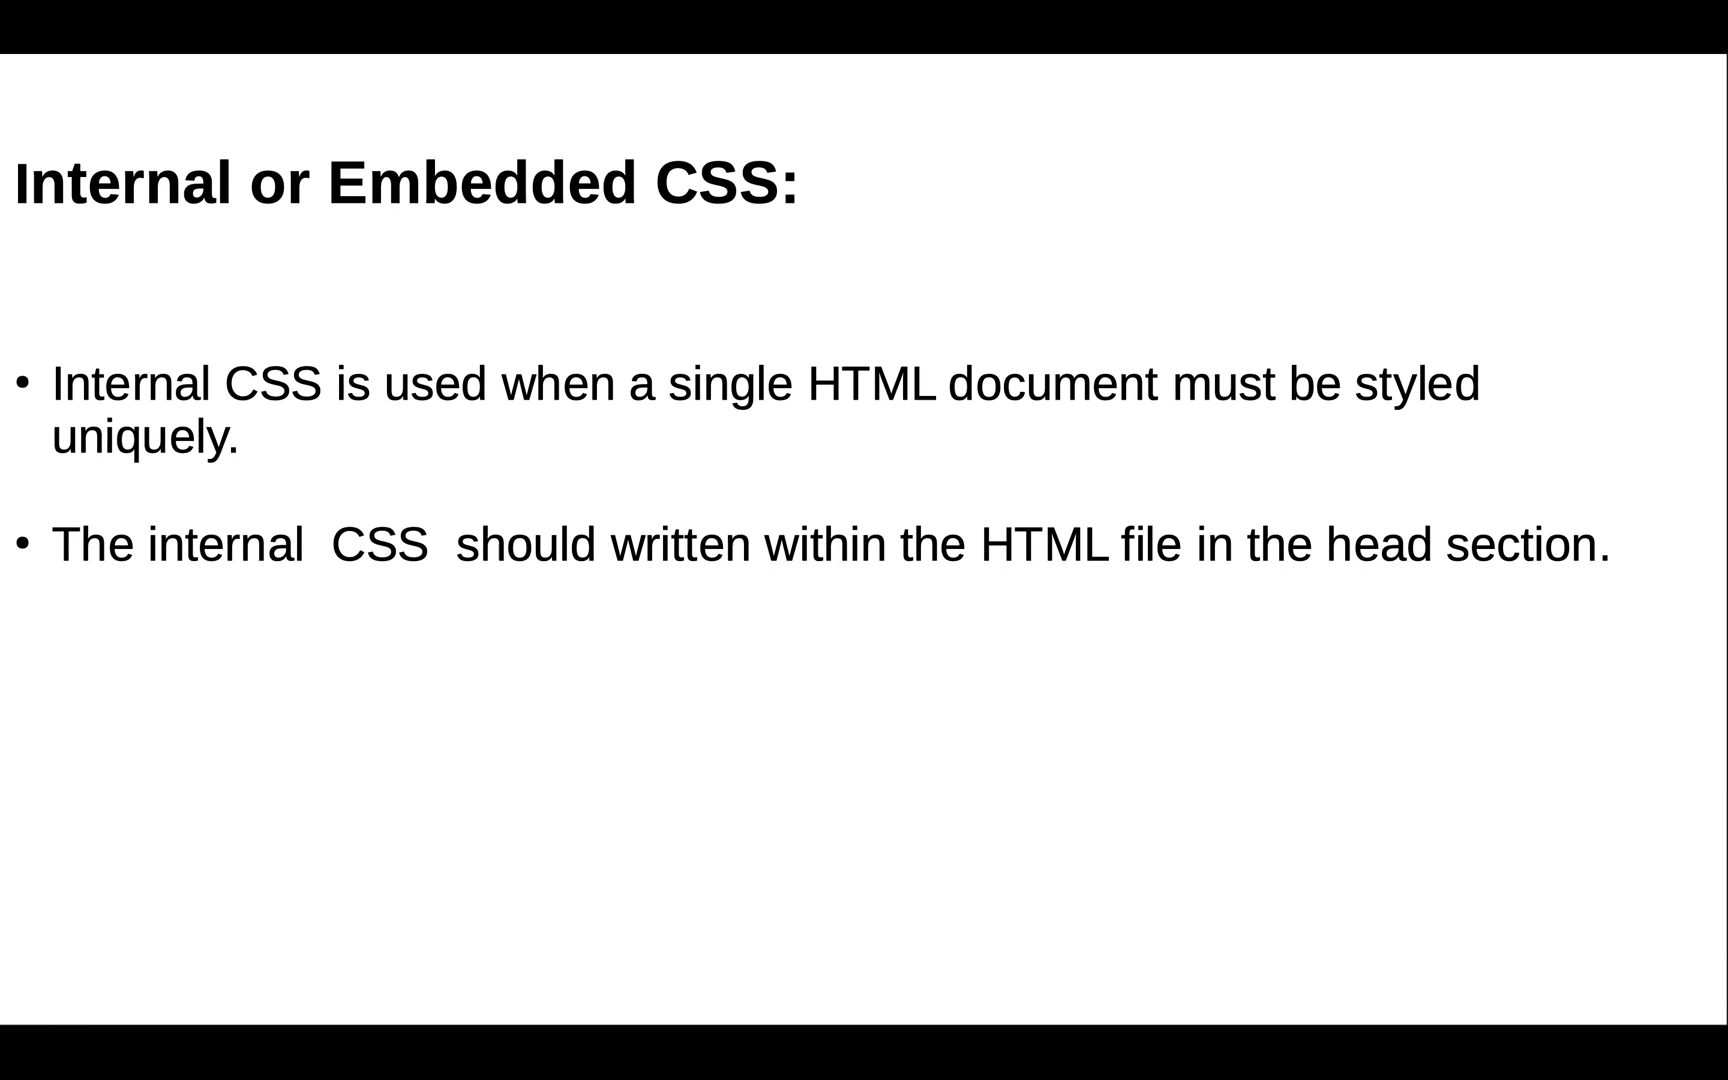 Internal or Embedded CSS:
• Internal CSS is used when a single HTML document must be styled
uniquely.
• The internal  CSS  should written within the HTML file in the head section.